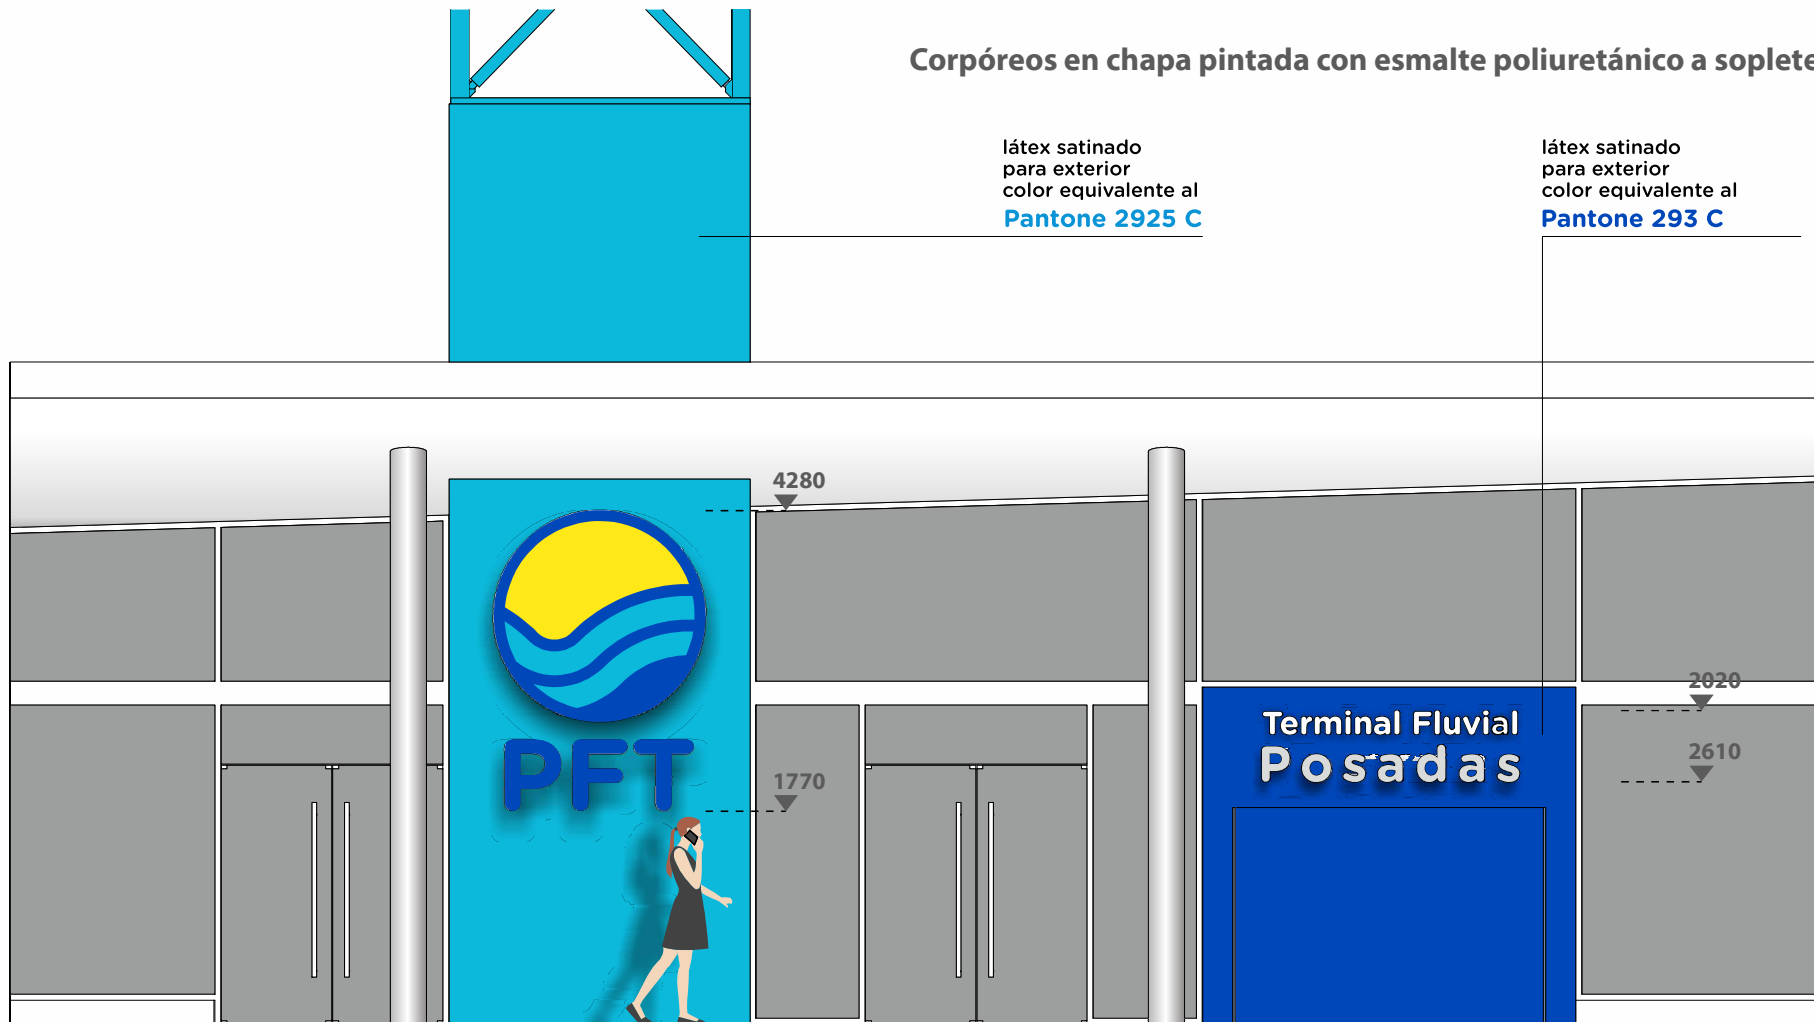 Corpóreos en chapa pintada con esmalte poliuretánico a soplete
látex satinado
para exterior
color equivalente al
Pantone 2925 C
látex satinado
para exterior
color equivalente al
Pantone 293 C
4280
PFT
1770
Terminal Fluvial
Posadas
2020
2610